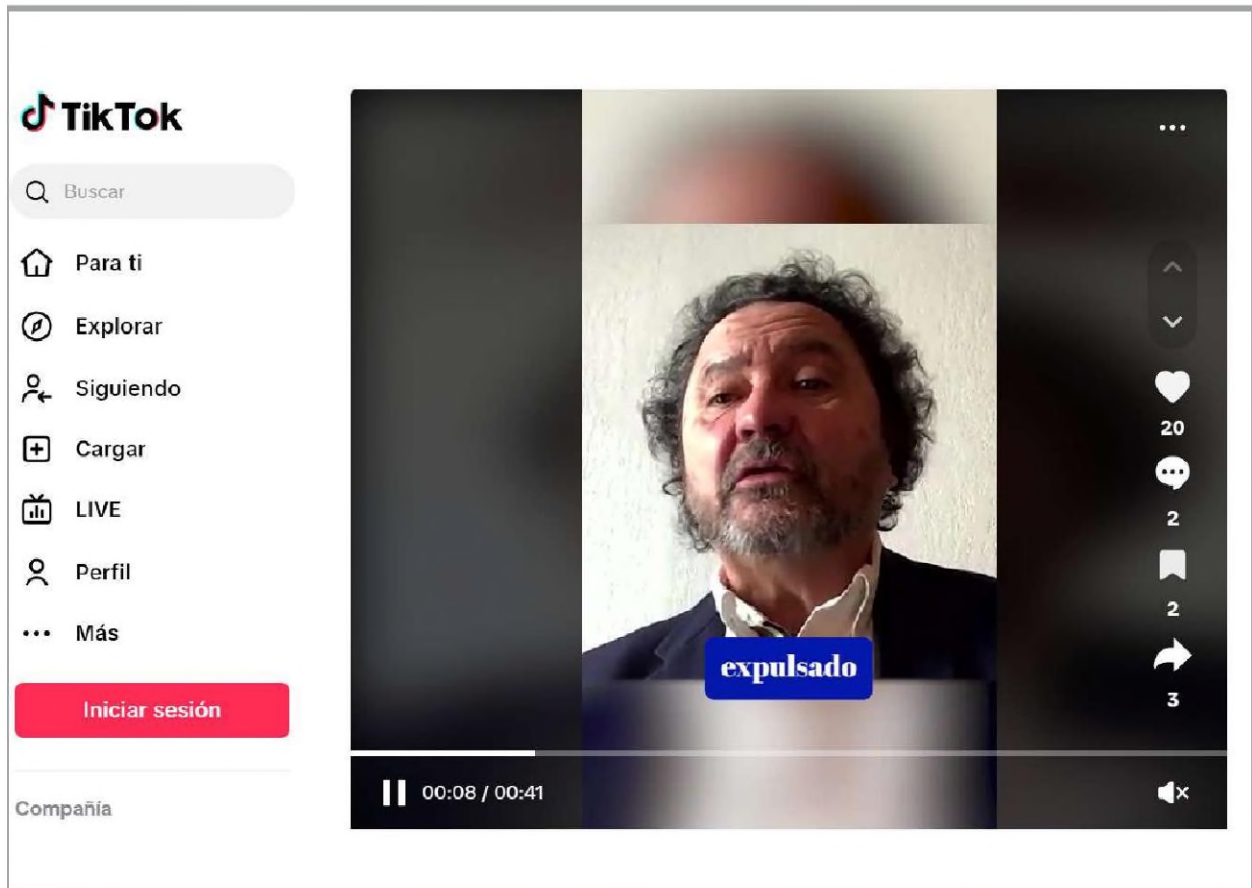 TikTok
Buscar
Para ti
Explorar
Siguiendo
Cargar
LIVE
Perfil
Más
Iniciar sesión
Compañía
expulsado
20
2
2
3
00:08 / 00:41